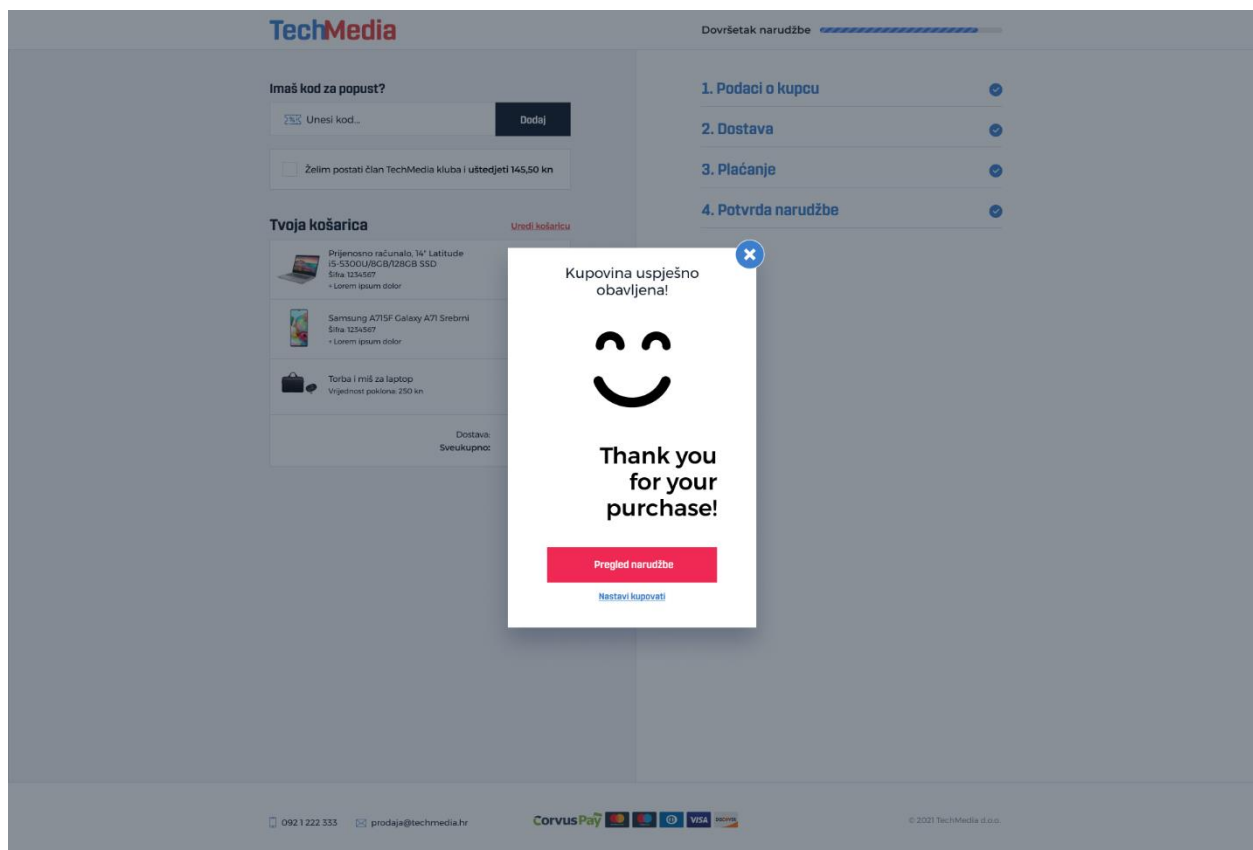 TechMedia
Dovršetak narudžbe
Imaš kod za popust?
Unesi kod...
Dodaj
Želim postati član TechMedia kluba i uštedjeti 145,50 kn
Tvoja košarica
Uredi košaricu
Prijenosno računalo, 14" Latitude
i5-5300U/8GB/128GB SSD
Šifra: 1234567
+ Lorem ipsum dolor
Samsung A715F Galaxy A71 Srebrni
Šifra: 1234567
+ Lorem ipsum dolor
Torba i miš za laptop
Vrijednost poklona: 250 kn
Dostava:
Sveukupno:
1. Podaci o kupcu
2. Dostava
3. Plaćanje
4. Potvrda narudžbe
Kupovina uspješno
obavljena!
Thank you
for your
purchase!
Pregled narudžbe
Nastavi kupovati
092 1 222 333
prodaja@techmedia.hr
CorvusPay
VISA
DISCOVER
© 2021 TechMedia d.o.o.